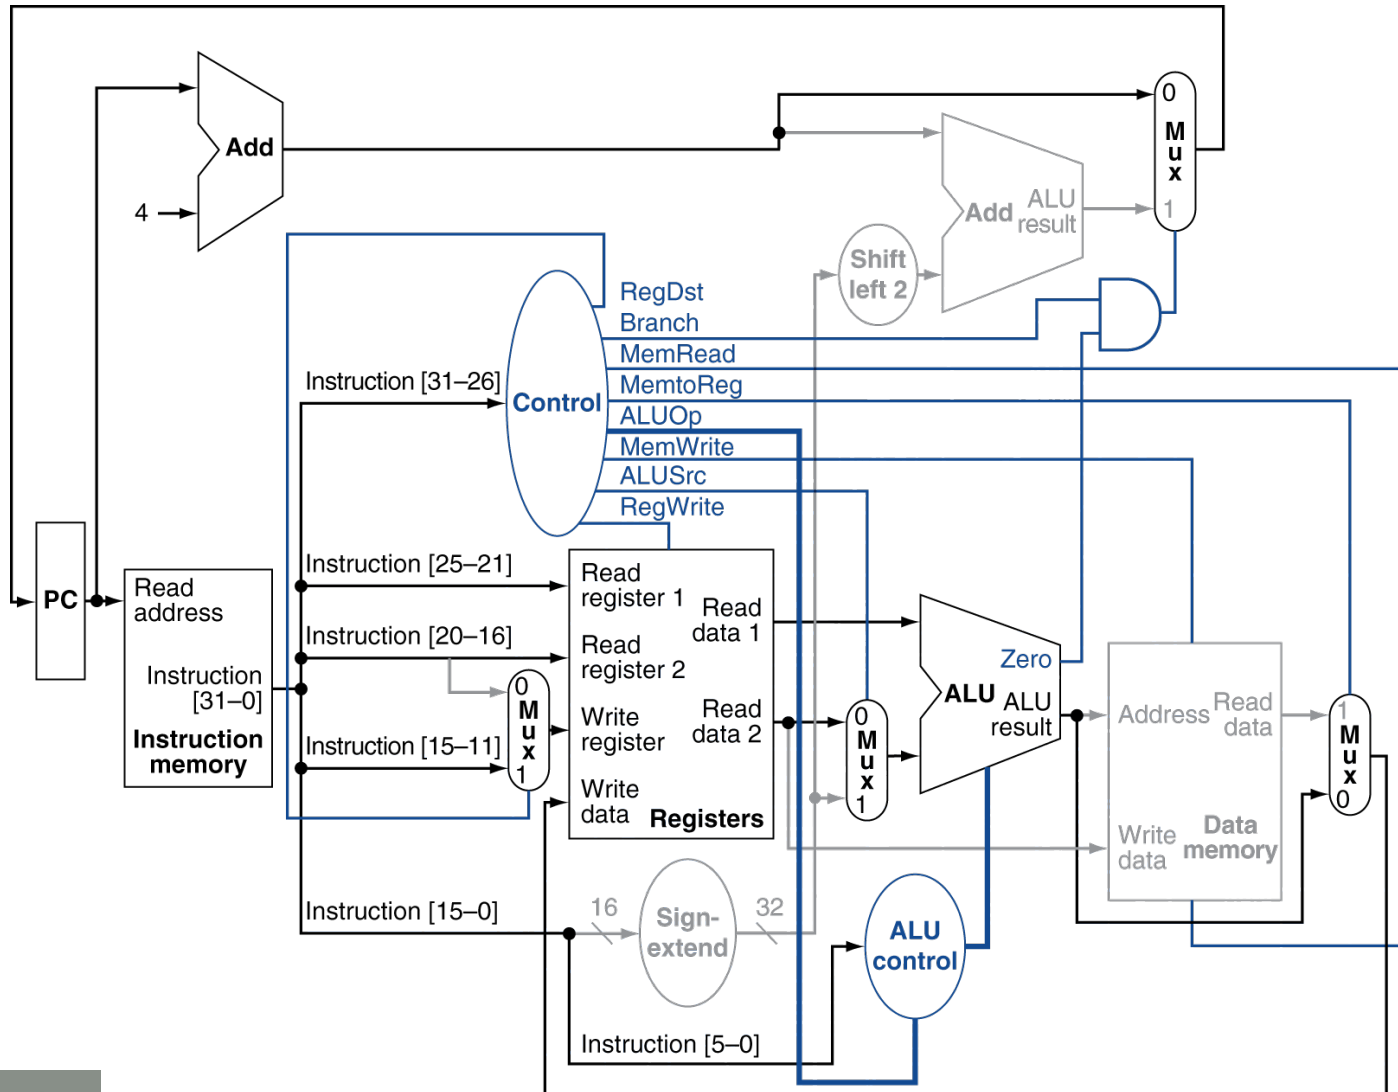 0
M
u
x
1
Add
4
Add
ALU
result
Shift
left 2
RegDst
Branch
MemRead
MemtoReg
ALUOp
MemWrite
ALUSrc
RegWrite
Control
Instruction [31–26]
Instruction [25–21]
Instruction [20–16]
Instruction [15–11]
Instruction [15–0]
Instruction [5–0]
PC
Read
address
Instruction
[31–0]
Instruction
memory
0
M
u
x
1
Read
register 1
Read
register 2
Write
register
Write
data
Read
data 1
Read
data 2
Registers
0
M
u
x
1
Zero
ALU
ALU
result
Address
Read
data
Write
data
Data
memory
1
M
u
x
0
16
Sign-
extend
32
ALU
control